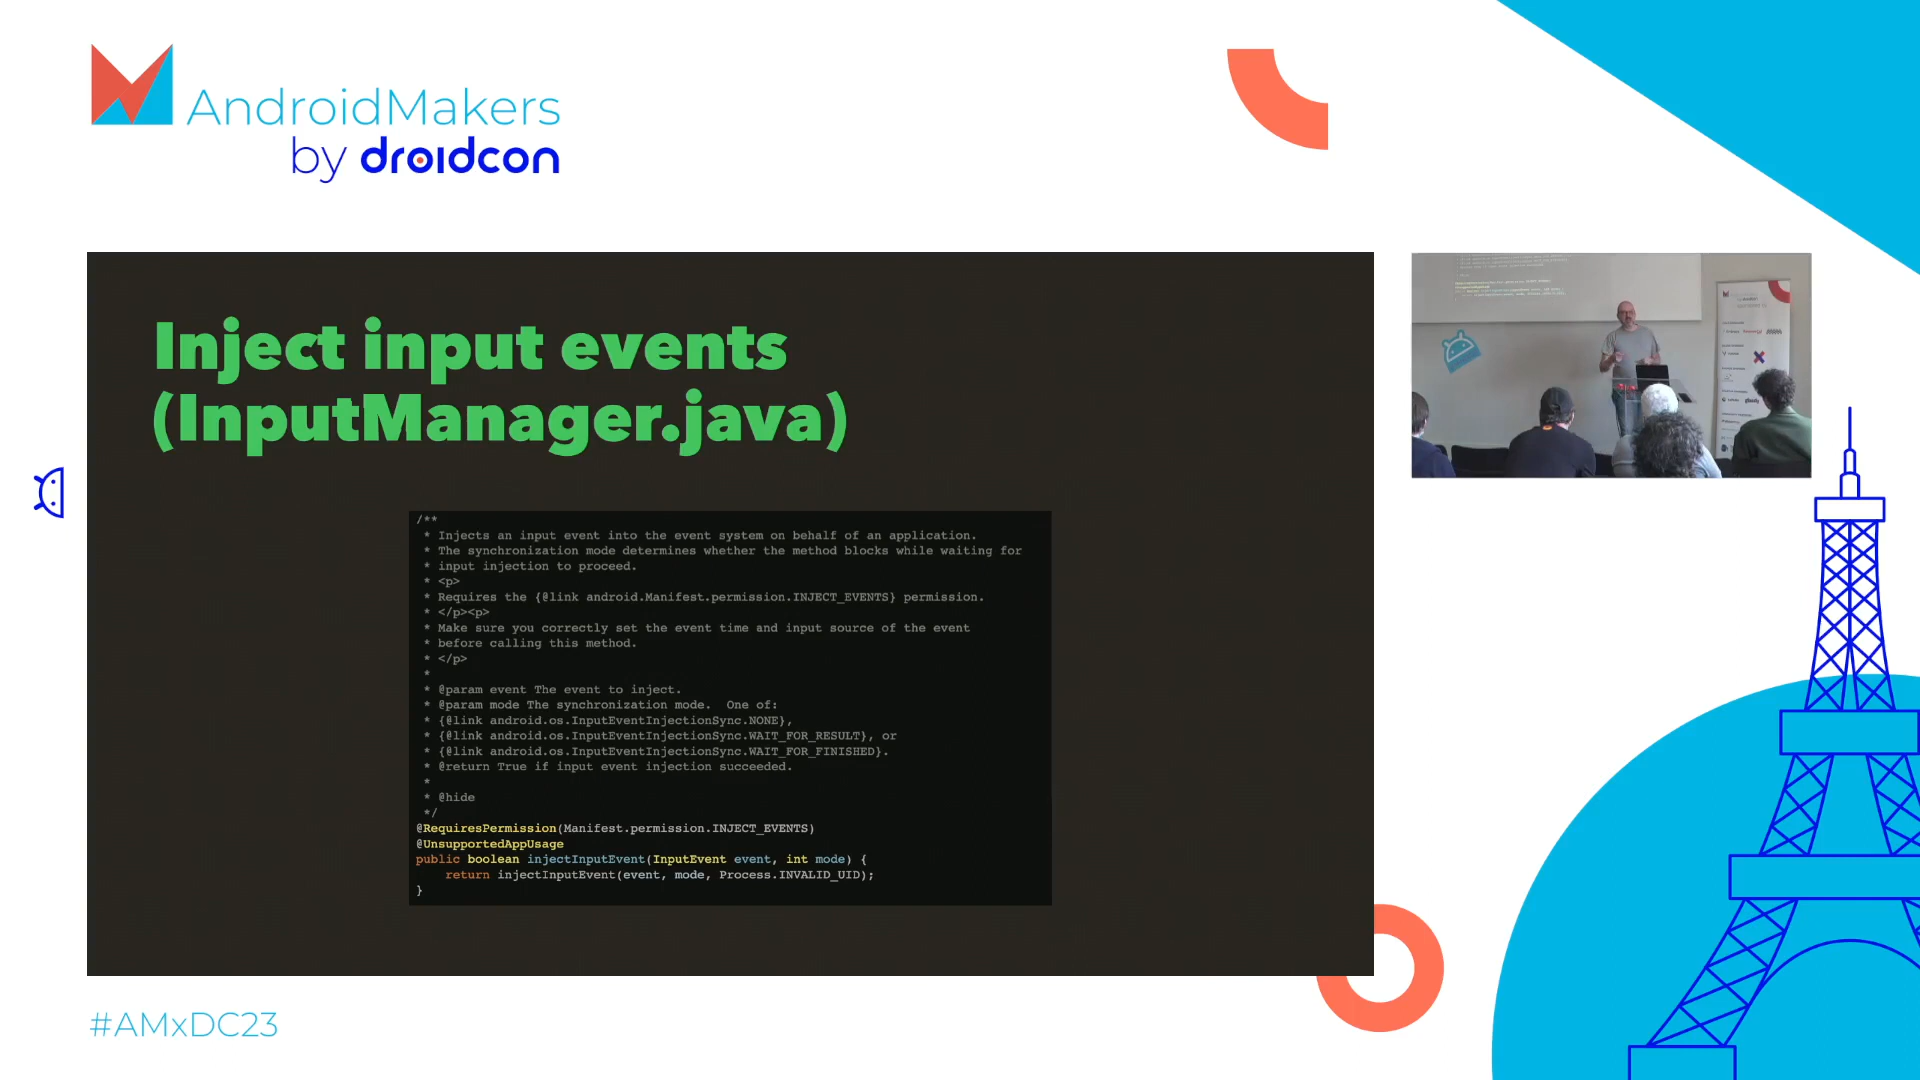 AndroidMakers
by droidcon
Inject input events
(InputManager.java)
/**
 * Injects an input event into the event system on behalf of an application.
 * The synchronization mode determines whether the method blocks while waiting for
 * input injection to proceed.
 * <p>
 * Requires the {@link android.Manifest.permission.INJECT_EVENTS} permission.
 * </p><p>
 * Make sure you correctly set the event time and input source of the event
 * before calling this method.
 * </p>
 *
 * @param event The event to inject.
 * @param mode The synchronization mode.  One of:
 * {@link android.os.InputEventInjectionSync.NONE},
 * {@link android.os.InputEventInjectionSync.WAIT_FOR_RESULT}, or
 * {@link android.os.InputEventInjectionSync.WAIT_FOR_FINISHED}.
 * @return True if input event injection succeeded.
 *
 * @hide
 */
@RequiresPermission(Manifest.permission.INJECT_EVENTS)
@UnsupportedAppUsage
public boolean injectInputEvent(InputEvent event, int mode) {
    return injectInputEvent(event, mode, Process.INVALID_UID);
}
#AMxDC23